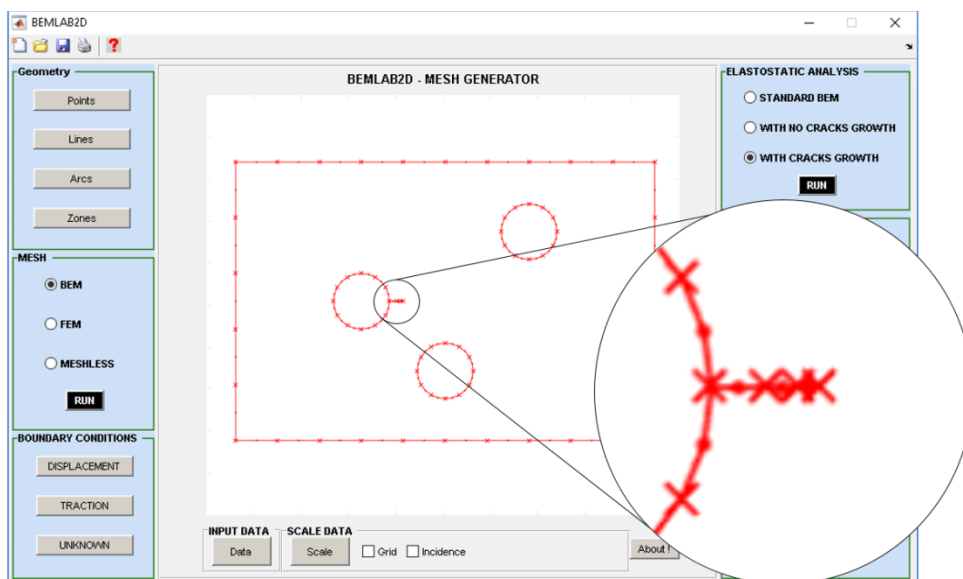 BEMLAB2D
Geometry
Points
Lines
Arcs
Zones
MESH
BEM
FEM
MESHLESS
RUN
BOUNDARY CONDITIONS
DISPLACEMENT
TRACTION
UNKNOWN
BEMLAB2D - MESH GENERATOR
INPUT DATA
Data
SCALE DATA
Scale
Grid
Incidence
About !
ELASTOSTATIC ANALYSIS
STANDARD BEM
WITH NO CRACKS GROWTH
WITH CRACKS GROWTH
RUN